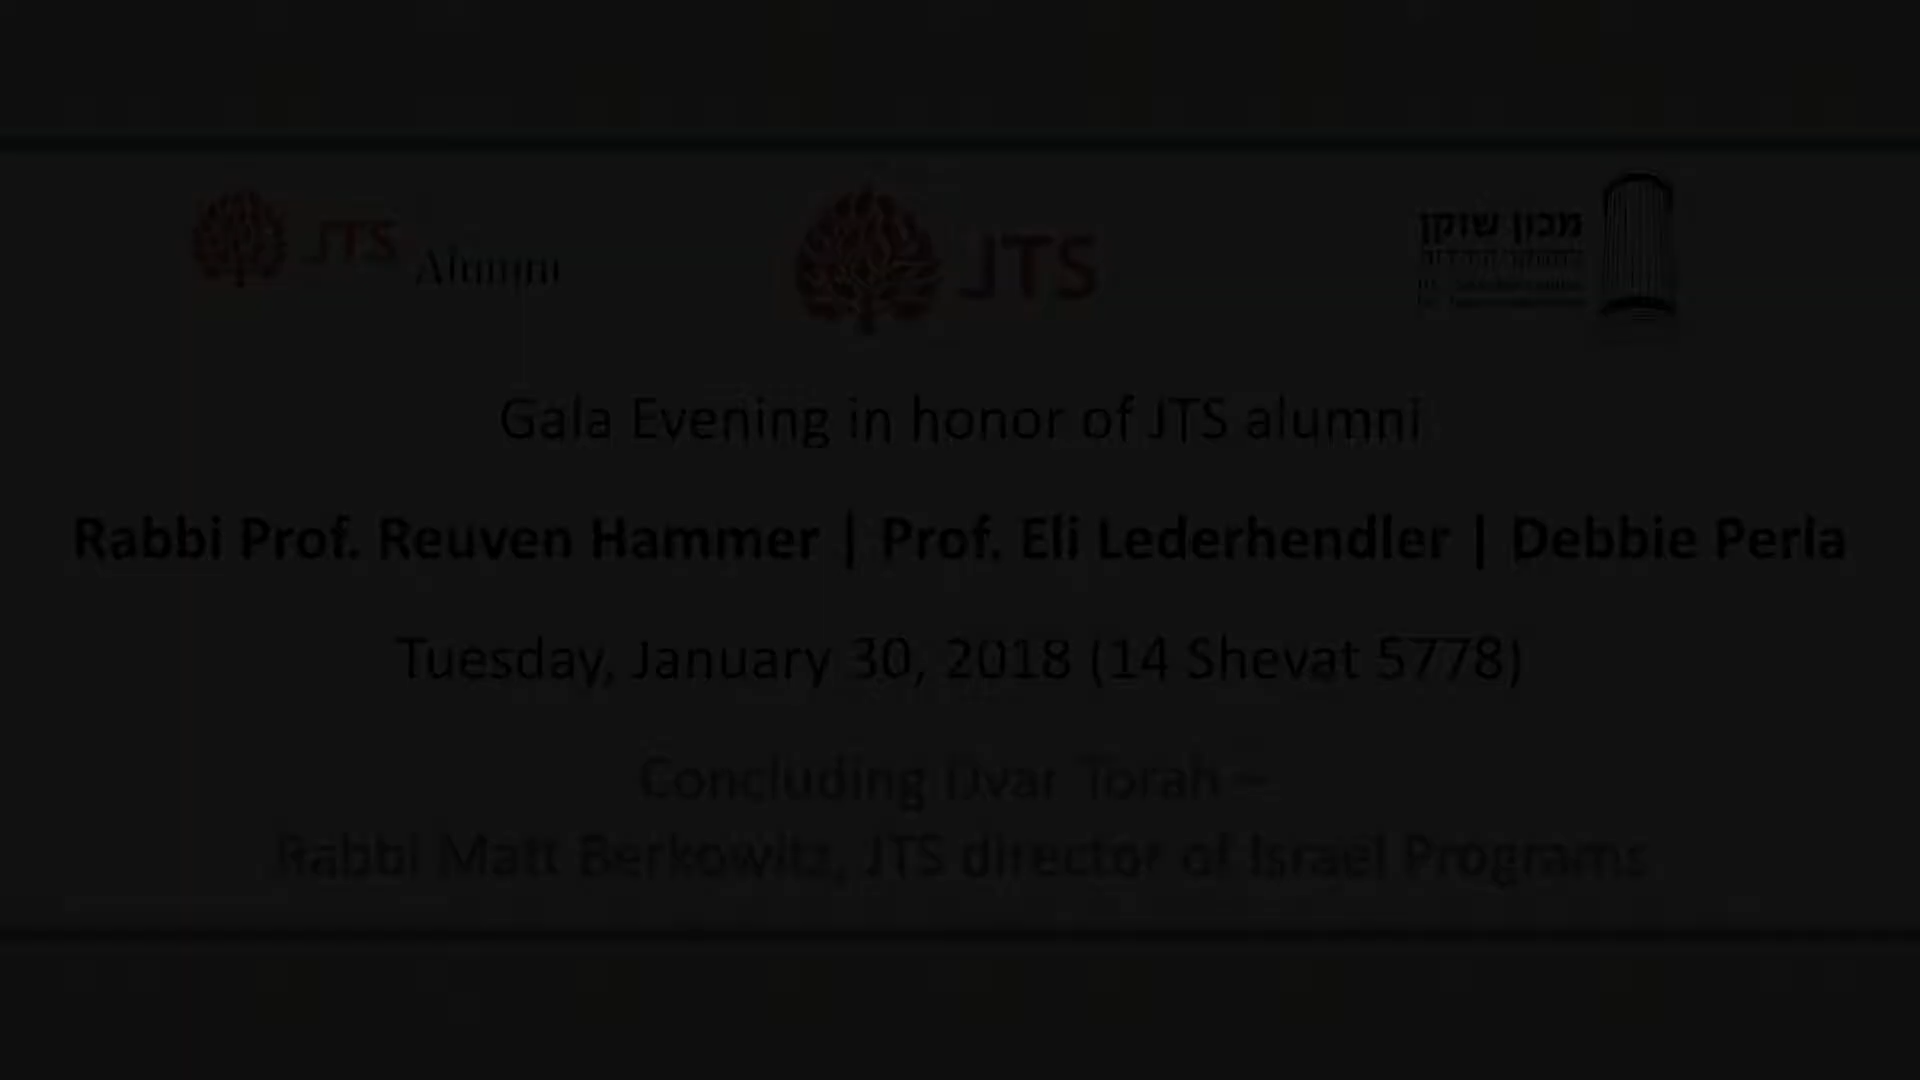 JTS Alumni
JTS
מכון שוקן
Gala Evening in honor of JTS alumni
Rabbi Prof. Reuven Hammer | Prof. Eli Lederhendler | Debbie Perla
Tuesday, January 30, 2018 (14 Shevat 5778)
Concluding Dvar Torah –
Rabbi Matt Berkowitz, JTS director of Israel Programs